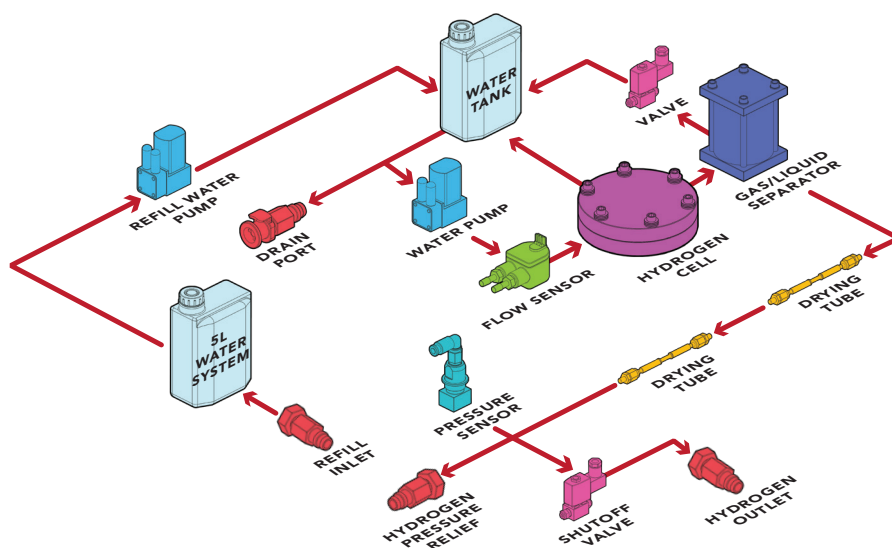 WATER
TANK
VALVE
GAS/LIQUID
SEPARATOR
REFILL WATER
PUMP
DRAIN
PORT
WATER PUMP
FLOW SENSOR
HYDROGEN
CELL
DRYING
TUBE
5L
WATER
SYSTEM
DRYING
TUBE
PRESSURE
SENSOR
REFILL
INLET
HYDROGEN
PRESSURE
RELIEF
SHUTOFF
VALVE
HYDROGEN
OUTLET